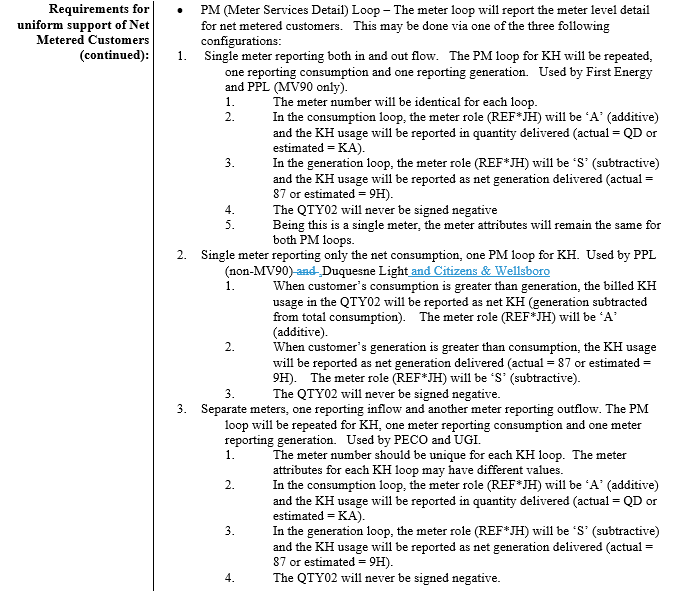 Requirements for
uniform support of Net
Metered Customers
(continued):
• PM (Meter Services Detail) Loop – The meter loop will report the meter level detail
for net metered customers. This may be done via one of the three following
configurations:
1. Single meter reporting both in and out flow. The PM loop for KH will be repeated,
one reporting consumption and one reporting generation. Used by First Energy
and PPL (MV90 only).
1. The meter number will be identical for each loop.
2. In the consumption loop, the meter role (REF*JH) will be ‘A’ (additive)
and the KH usage will be reported in quantity delivered (actual = QD or
estimated = KA).
3. In the generation loop, the meter role (REF*JH) will be ‘S’ (subtractive)
and the KH usage will be reported as net generation delivered (actual =
87 or estimated = 9H).
4. The QTY02 will never be signed negative
5. Being this is a single meter, the meter attributes will remain the same for
both PM loops.
2. Single meter reporting only the net consumption, one PM loop for KH. Used by PPL
(non-MV90) and ,Duquesne Light and Citizens & Wellsboro
1. When customer’s consumption is greater than generation, the billed KH
usage in the QTY02 will be reported as net KH (generation subtracted
from total consumption). The meter role (REF*JH) will be ‘A’
(additive).
2. When customer’s generation is greater than consumption, the KH usage
will be reported as net generation delivered (actual = 87 or estimated =
9H). The meter role (REF*JH) will be ‘S’ (subtractive).
3. The QTY02 will never be signed negative.
3. Separate meters, one reporting inflow and another meter reporting outflow. The PM
loop will be repeated for KH, one meter reporting consumption and one meter
reporting generation. Used by PECO and UGI.
1. The meter number should be unique for each KH loop. The meter
attributes for each KH loop may have different values.
2. In the consumption loop, the meter role (REF*JH) will be ‘A’ (additive)
and the KH usage will be reported in quantity delivered (actual = QD or
estimated = KA).
3. In the generation loop, the meter role (REF*JH) will be ‘S’ (subtractive)
and the KH usage will be reported as net generation delivered (actual =
87 or estimated = 9H).
4. The QTY02 will never be signed negative.